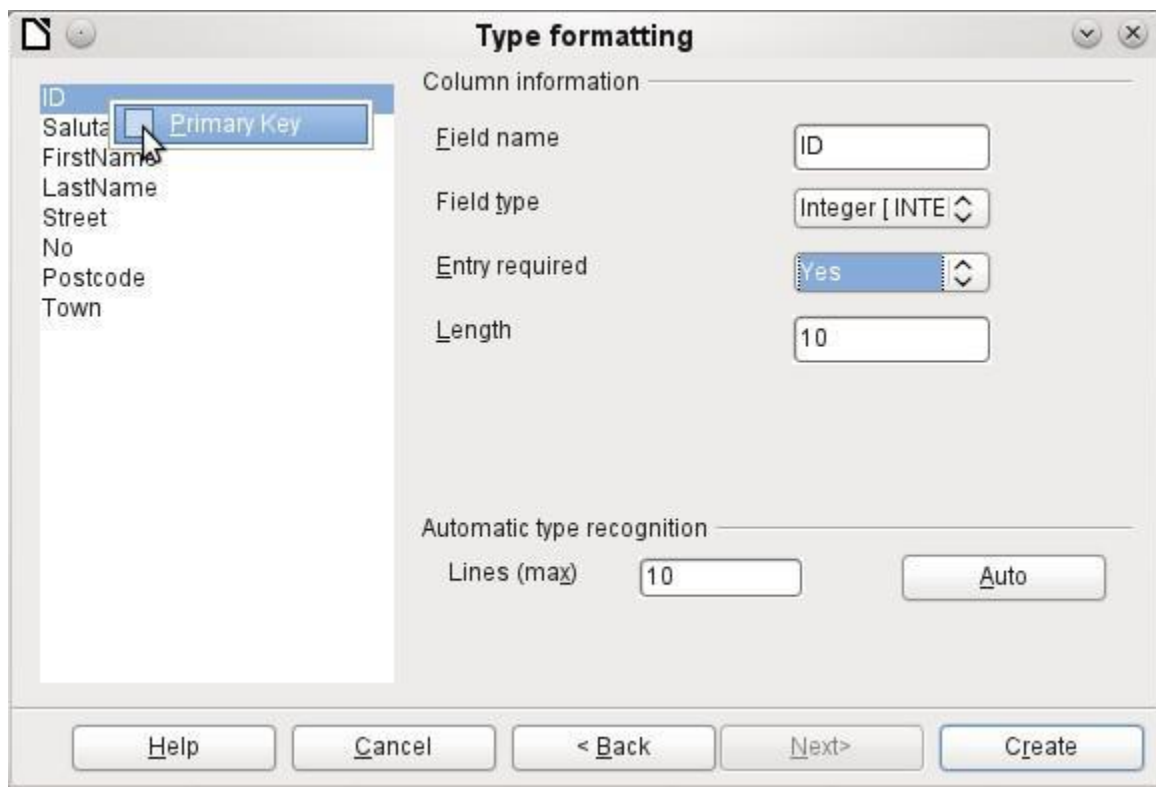 Type formatting
ID
Saluta
Primary Key
FirstName
LastName
Street
No
Postcode
Town
Column information
Field name
ID
Field type
Integer [ INTE
Entry required
Yes
Length
10
Automatic type recognition
Lines (max)
10
Auto
Help
Cancel
< Back
Next>
Create